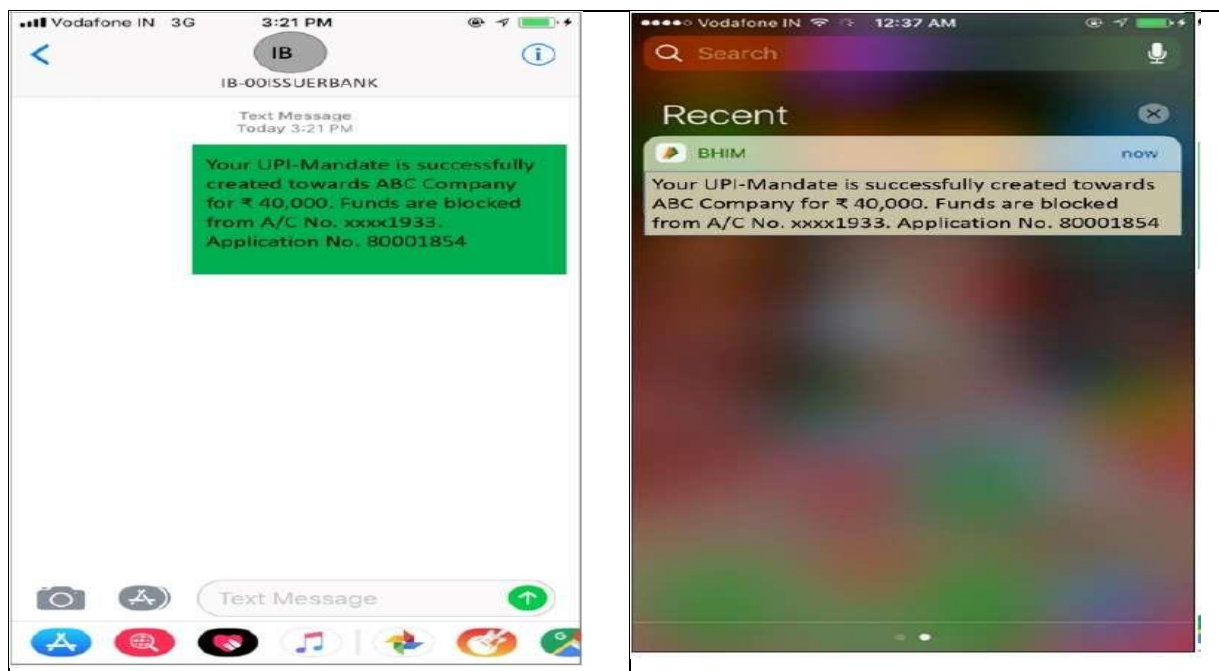 Vodafone IN 3G 3:21 PM
IB
IB-00ISSUERBANK
Text Message
Today 3:21 PM
Your UPI-Mandate is successfully
created towards ABC Company
for ₹ 40,000. Funds are blocked
from A/C No. xxxx1933.
Application No. 80001854
Text Message
Vodafone IN 12:37 AM
Search
Recent
BHIM now
Your UPI-Mandate is successfully created towards
ABC Company for ₹ 40,000. Funds are blocked
from A/C No. xxxx1933. Application No. 80001854